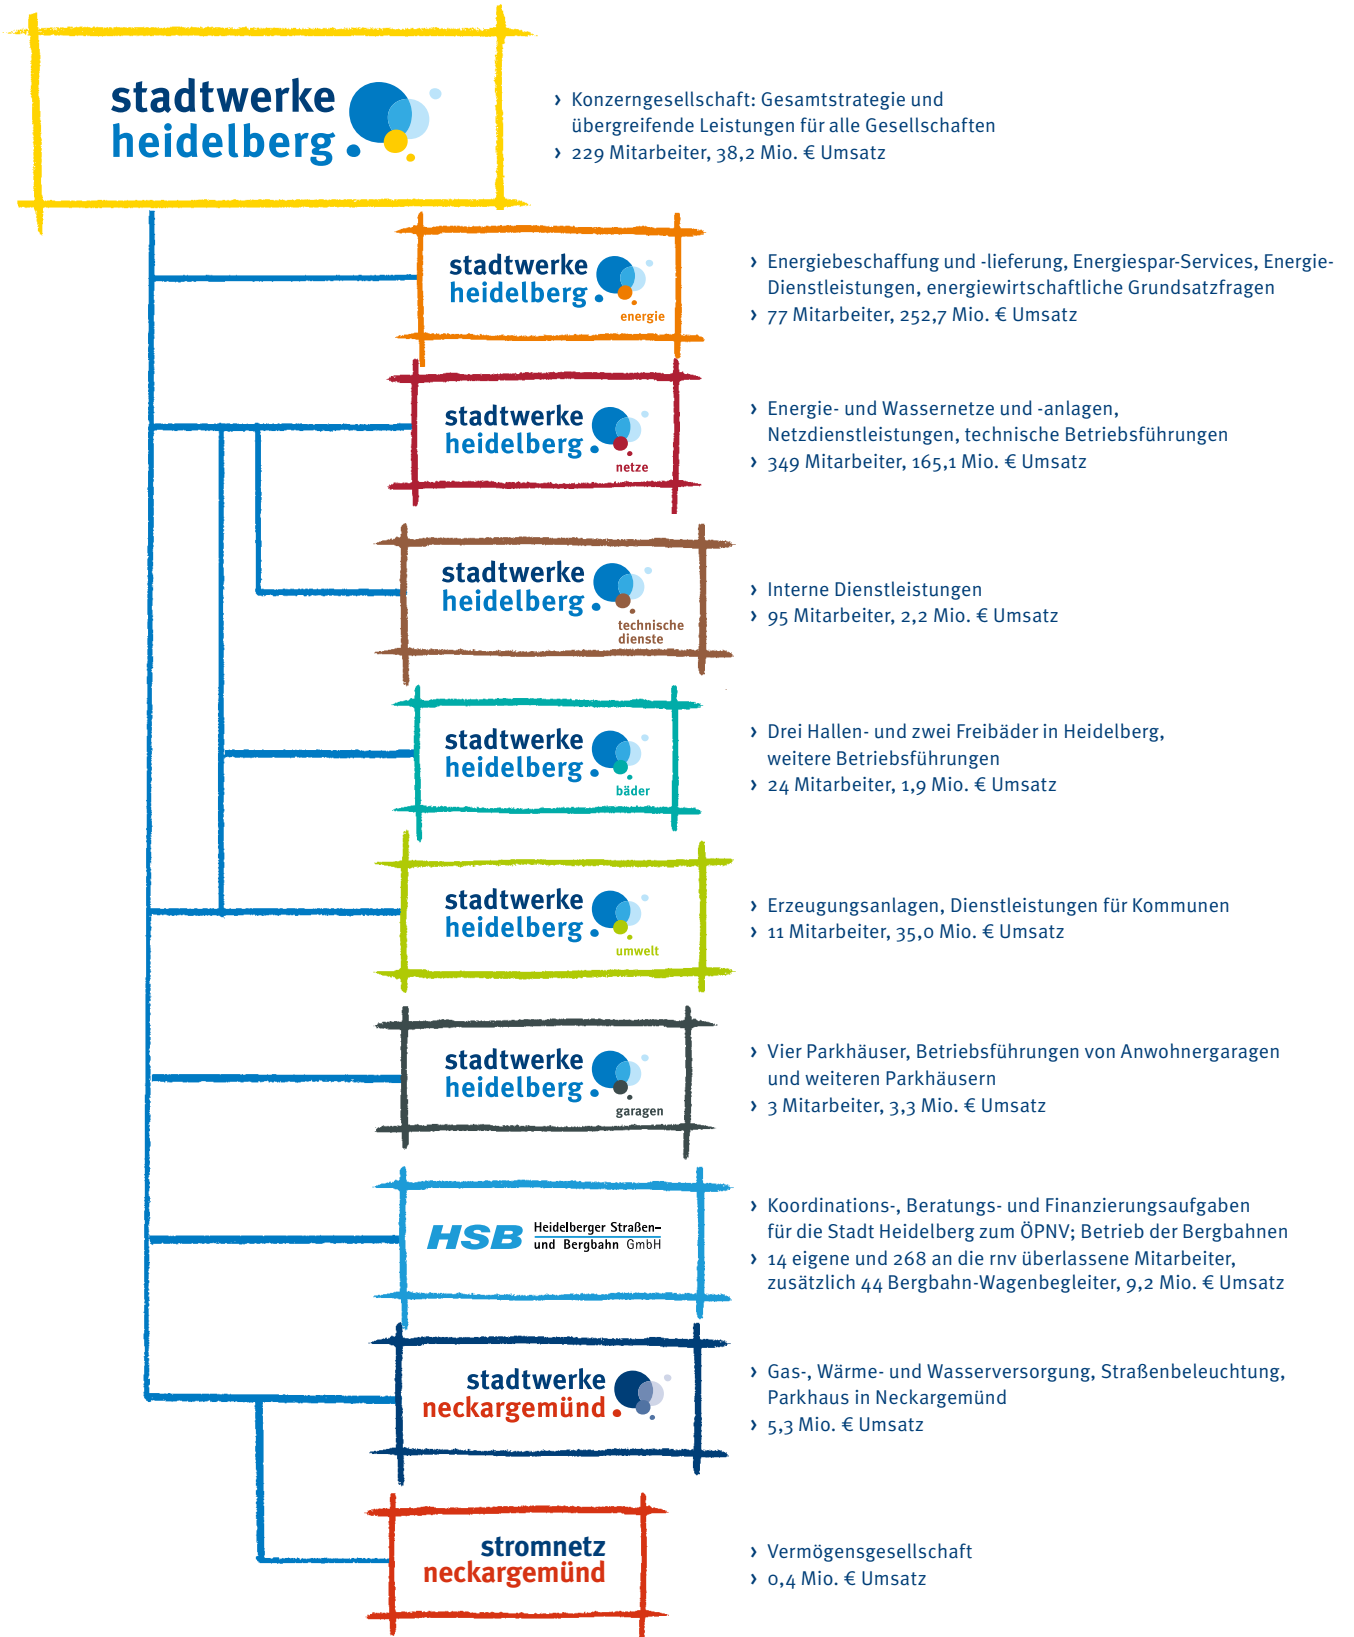 stadtwerke
heidelberg
› Konzerngesellschaft: Gesamtstrategie und
übergreifende Leistungen für alle Gesellschaften
› 229 Mitarbeiter, 38,2 Mio. € Umsatz
stadtwerke
heidelberg
energie
› Energiebeschaffung und -lieferung, Energiespar-Services, Energie-
Dienstleistungen, energiewirtschaftliche Grundsatzfragen
› 77 Mitarbeiter, 252,7 Mio. € Umsatz
stadtwerke
heidelberg
netze
› Energie- und Wassernetze und -anlagen,
Netzdienstleistungen, technische Betriebsführungen
› 349 Mitarbeiter, 165,1 Mio. € Umsatz
stadtwerke
heidelberg
technische
dienste
› Interne Dienstleistungen
› 95 Mitarbeiter, 2,2 Mio. € Umsatz
stadtwerke
heidelberg
bäder
› Drei Hallen- und zwei Freibäder in Heidelberg,
weitere Betriebsführungen
› 24 Mitarbeiter, 1,9 Mio. € Umsatz
stadtwerke
heidelberg
umwelt
› Erzeugungsanlagen, Dienstleistungen für Kommunen
› 11 Mitarbeiter, 35,0 Mio. € Umsatz
stadtwerke
heidelberg
garagen
› Vier Parkhäuser, Betriebsführungen von Anwohnergaragen
und weiteren Parkhäusern
› 3 Mitarbeiter, 3,3 Mio. € Umsatz
HSB
Heidelberger Straßen-
und Bergbahn GmbH
› Koordinations-, Beratungs- und Finanzierungsaufgaben
für die Stadt Heidelberg zum ÖPNV; Betrieb der Bergbahnen
› 14 eigene und 268 an die rnv überlassene Mitarbeiter,
zusätzlich 44 Bergbahn-Wagenbegleiter, 9,2 Mio. € Umsatz
stadtwerke
neckargemünd
› Gas-, Wärme- und Wasserversorgung, Straßenbeleuchtung,
Parkhaus in Neckargemünd
› 5,3 Mio. € Umsatz
stromnetz
neckargemünd
› Vermögensgesellschaft
› 0,4 Mio. € Umsatz